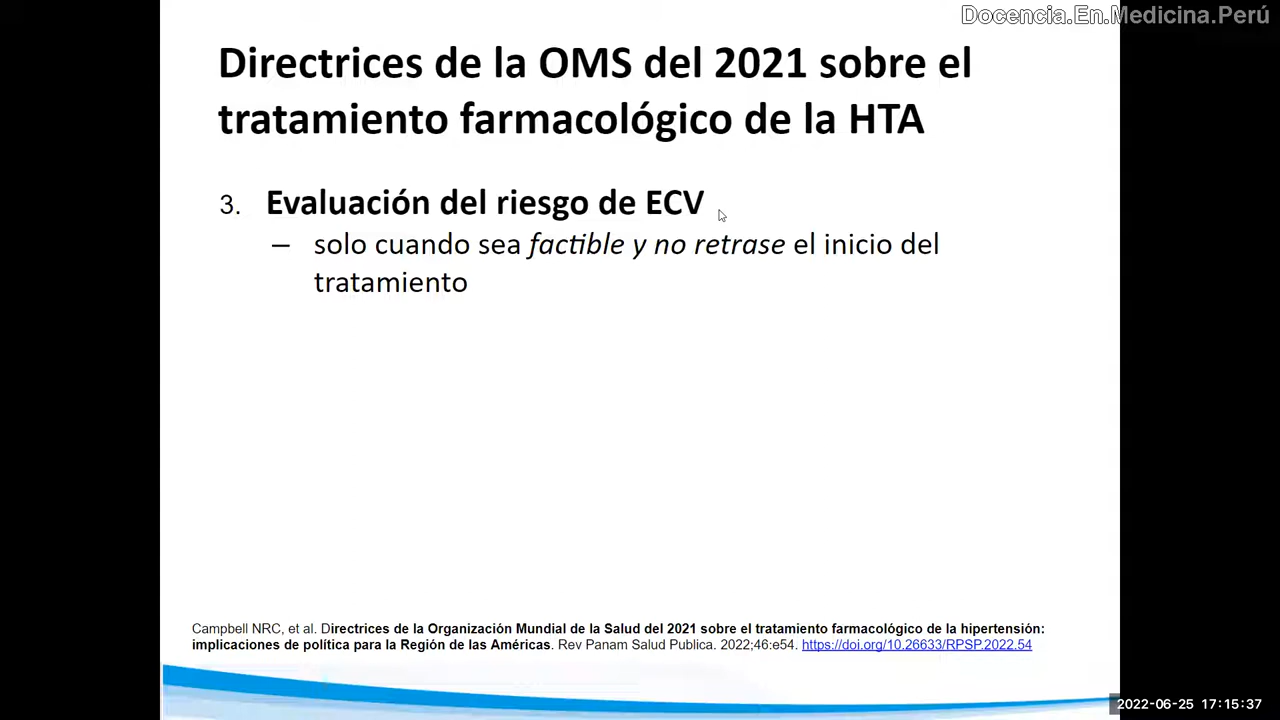 Docencia.En.Medicina.Perú
Directrices de la OMS del 2021 sobre el
tratamiento farmacológico de la HTA
3. Evaluación del riesgo de ECV
– solo cuando sea factible y no retrase el inicio del
tratamiento
Campbell NRC, et al. Directrices de la Organización Mundial de la Salud del 2021 sobre el tratamiento farmacológico de la hipertensión:
implicaciones de política para la Región de las Américas. Rev Panam Salud Publica. 2022;46:e54. https://doi.org/10.26633/RPSP.2022.54
2022-06-25 17:15:37